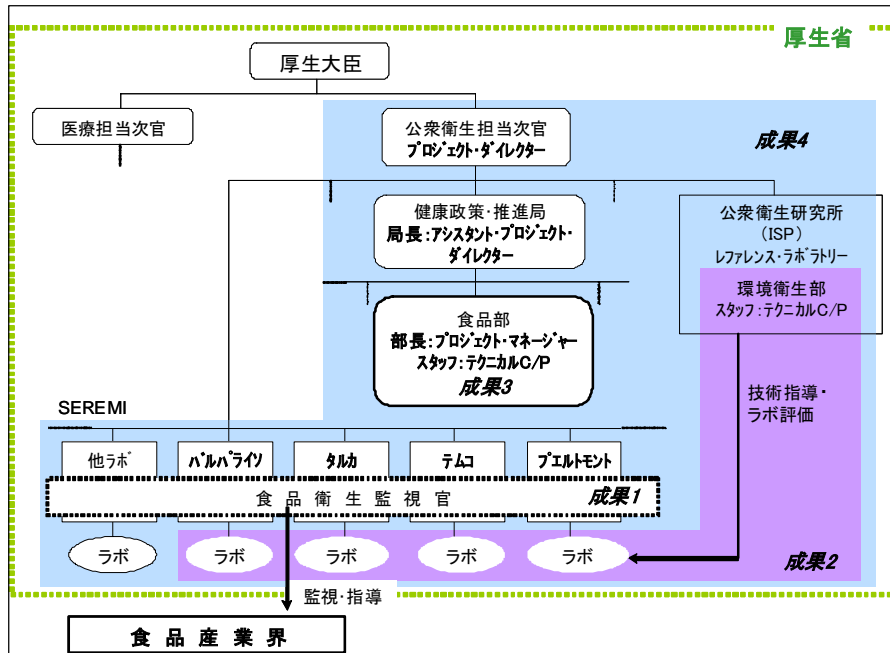 厚生省
厚生大臣
医療担当次官
公衆衛生担当次官
プロジェクト・ダイレクター
成果4
健康政策・推進局
局長:アシスタント・プロジェクト・
ダイレクター
公衆衛生研究所
(ISP)
レファレンス・ラボラトリー
環境衛生部
スタッフ:テクニカルC/P
食品部
部長:プロジェクト・マネージャー
スタッフ:テクニカルC/P
成果3
技術指導・
ラボ評価
SEREMI
他ラボ
バルパライソ
タルカ
テムコ
プエルトモント
食品衛生監視官
成果1
ラボ
ラボ
ラボ
ラボ
ラボ
成果2
監視・指導
食品産業界